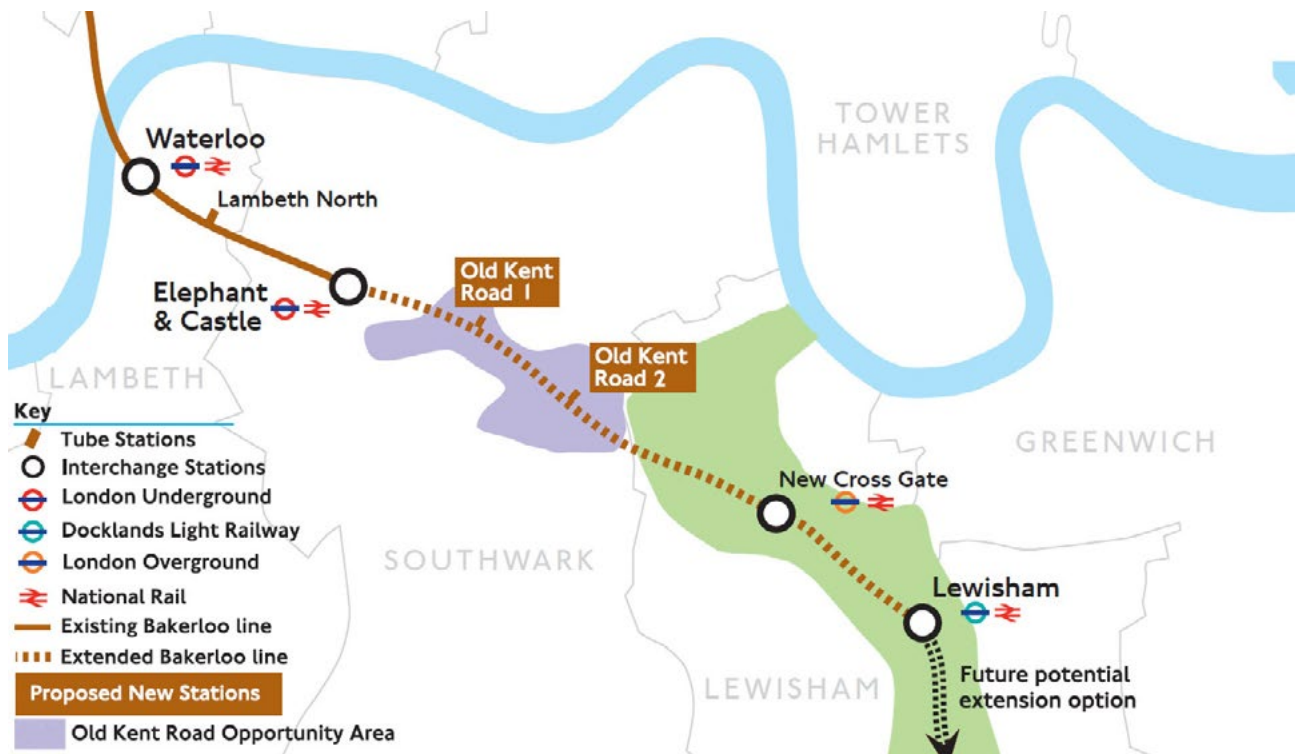 TOWER
HAMLETS
Waterloo
Lambeth North
Elephant
& Castle
Old Kent
Road 1
Old Kent
Road 2
LAMBETH
GREENWICH
New Cross Gate
SOUTHWARK
Lewisham
LEWISHAM
Future potential
extension option
Key
Tube Stations
Interchange Stations
London Underground
Docklands Light Railway
London Overground
National Rail
Existing Bakerloo line
Extended Bakerloo line
Proposed New Stations
Old Kent Road Opportunity Area